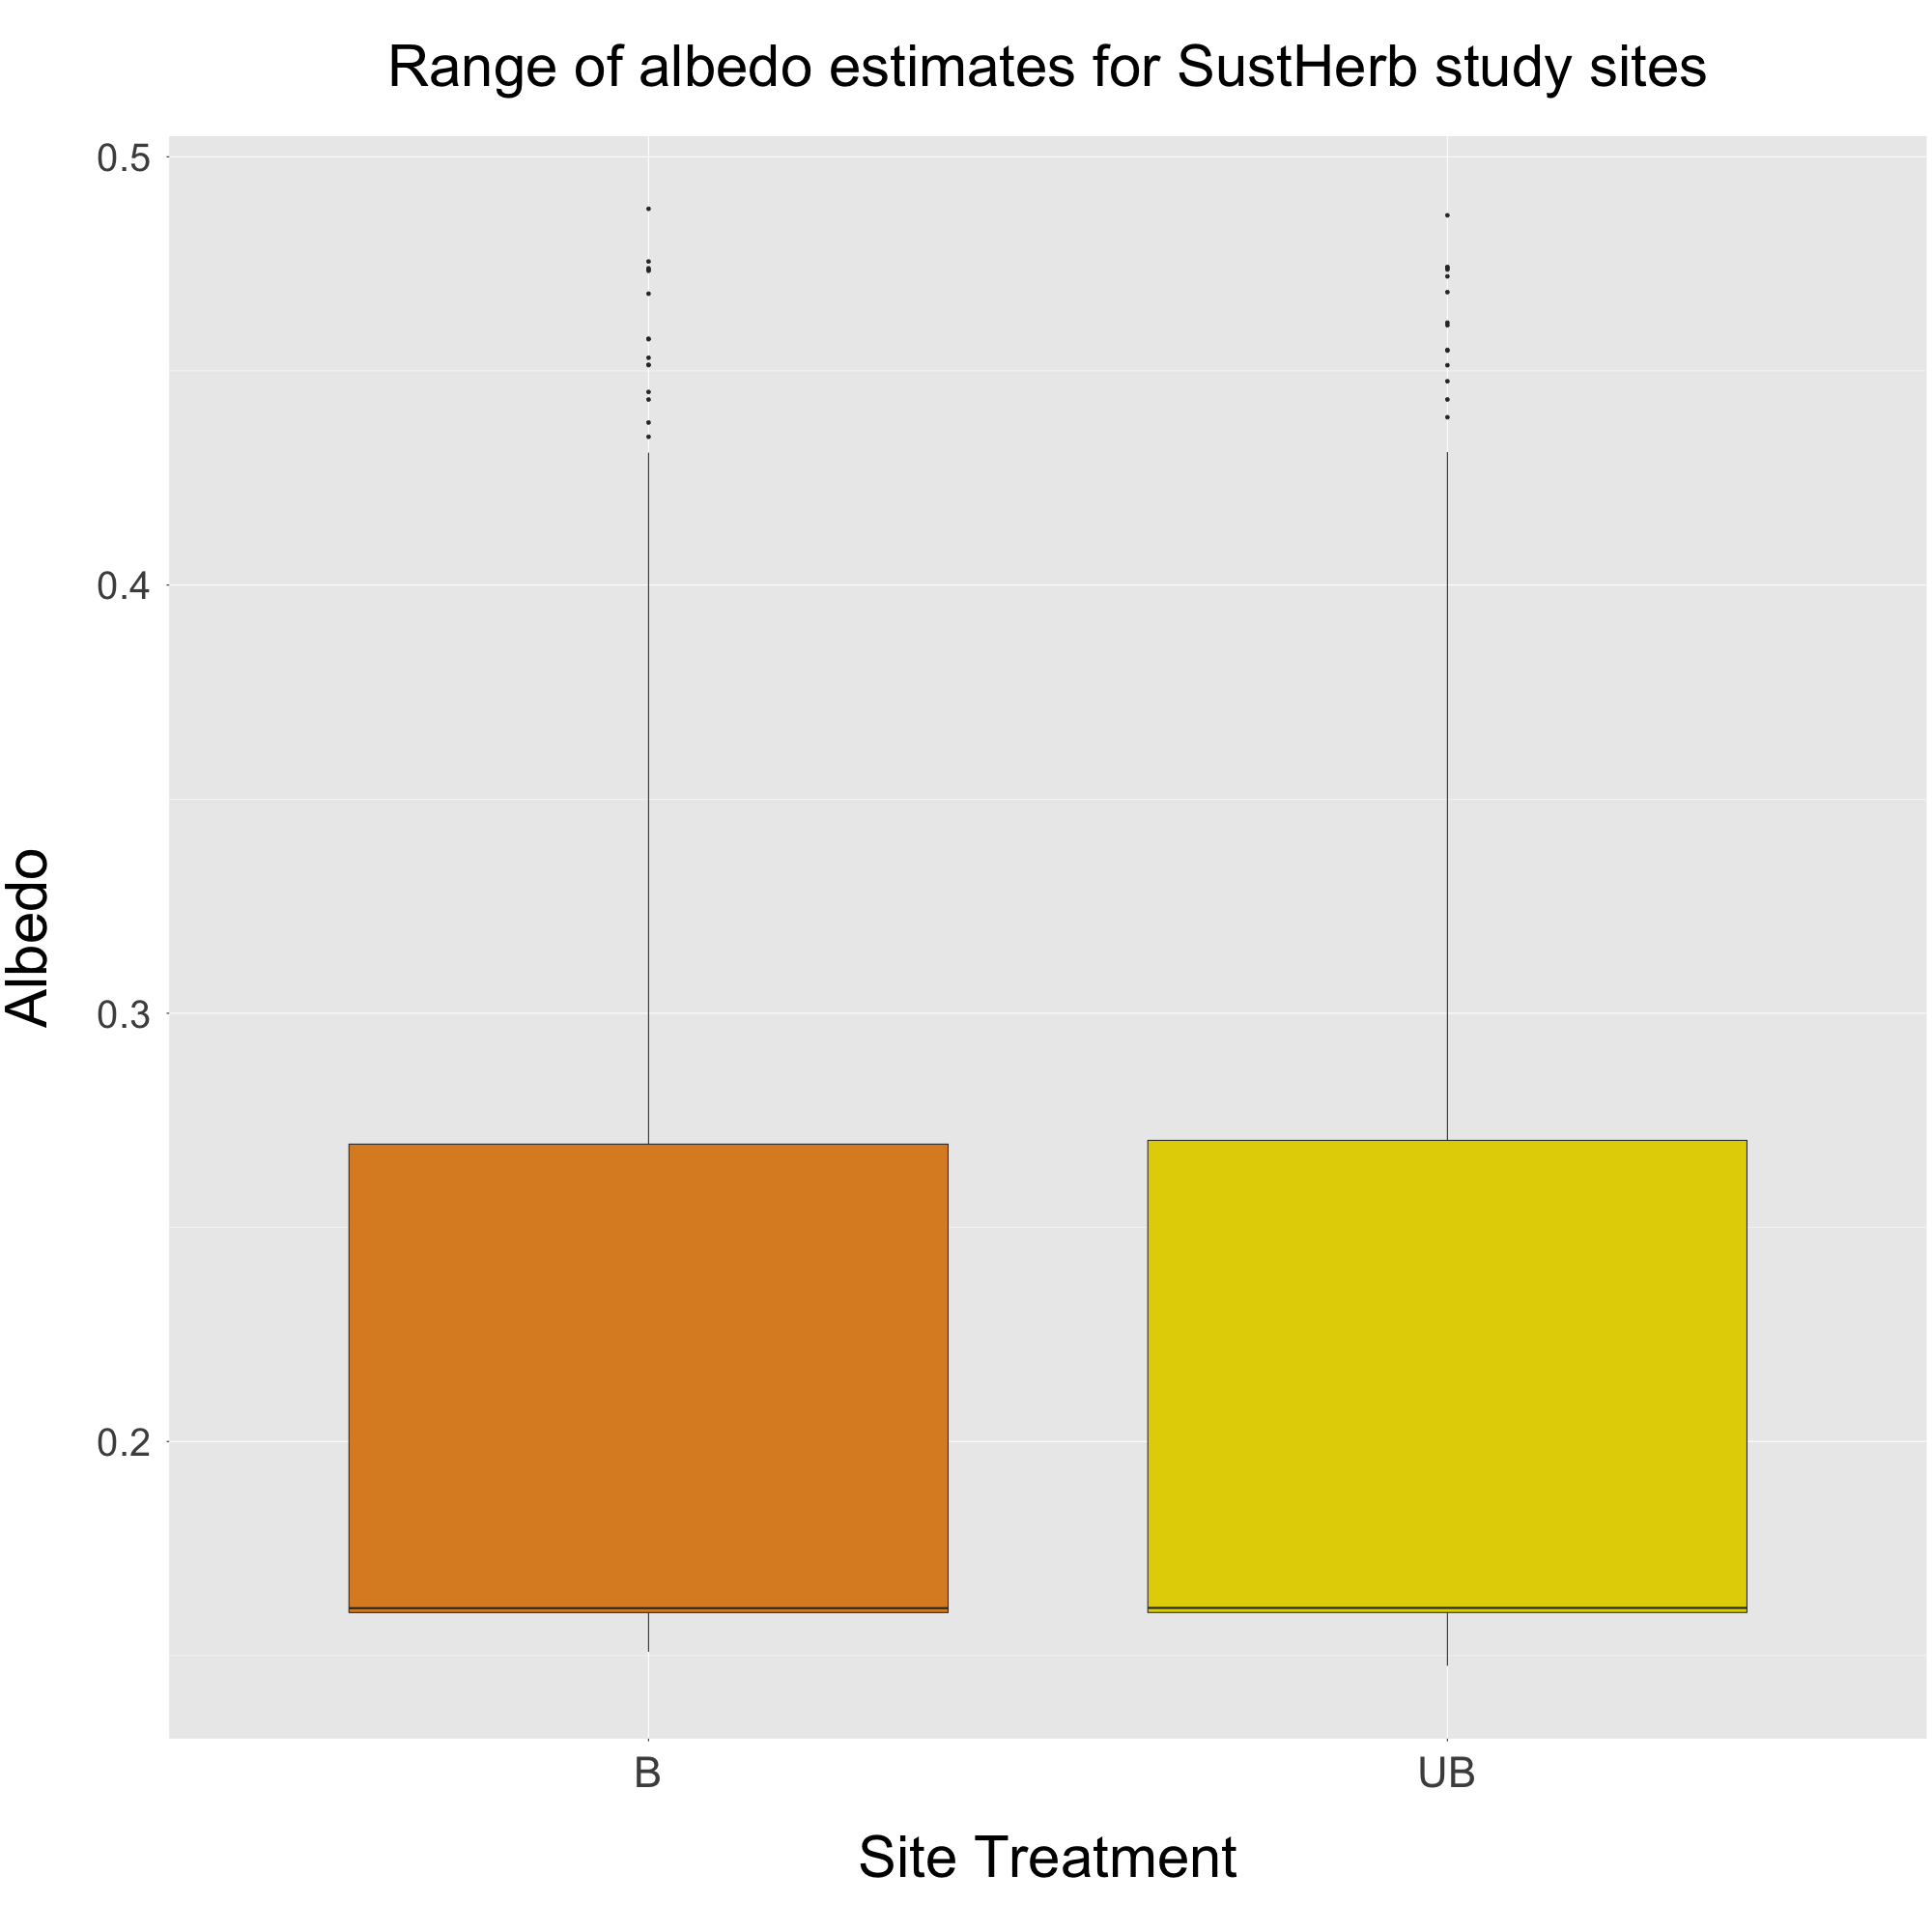 Range of albedo estimates for SustHerb study sites
0.5
0.4
0.3
0.2
Albedo
B UB
Site Treatment